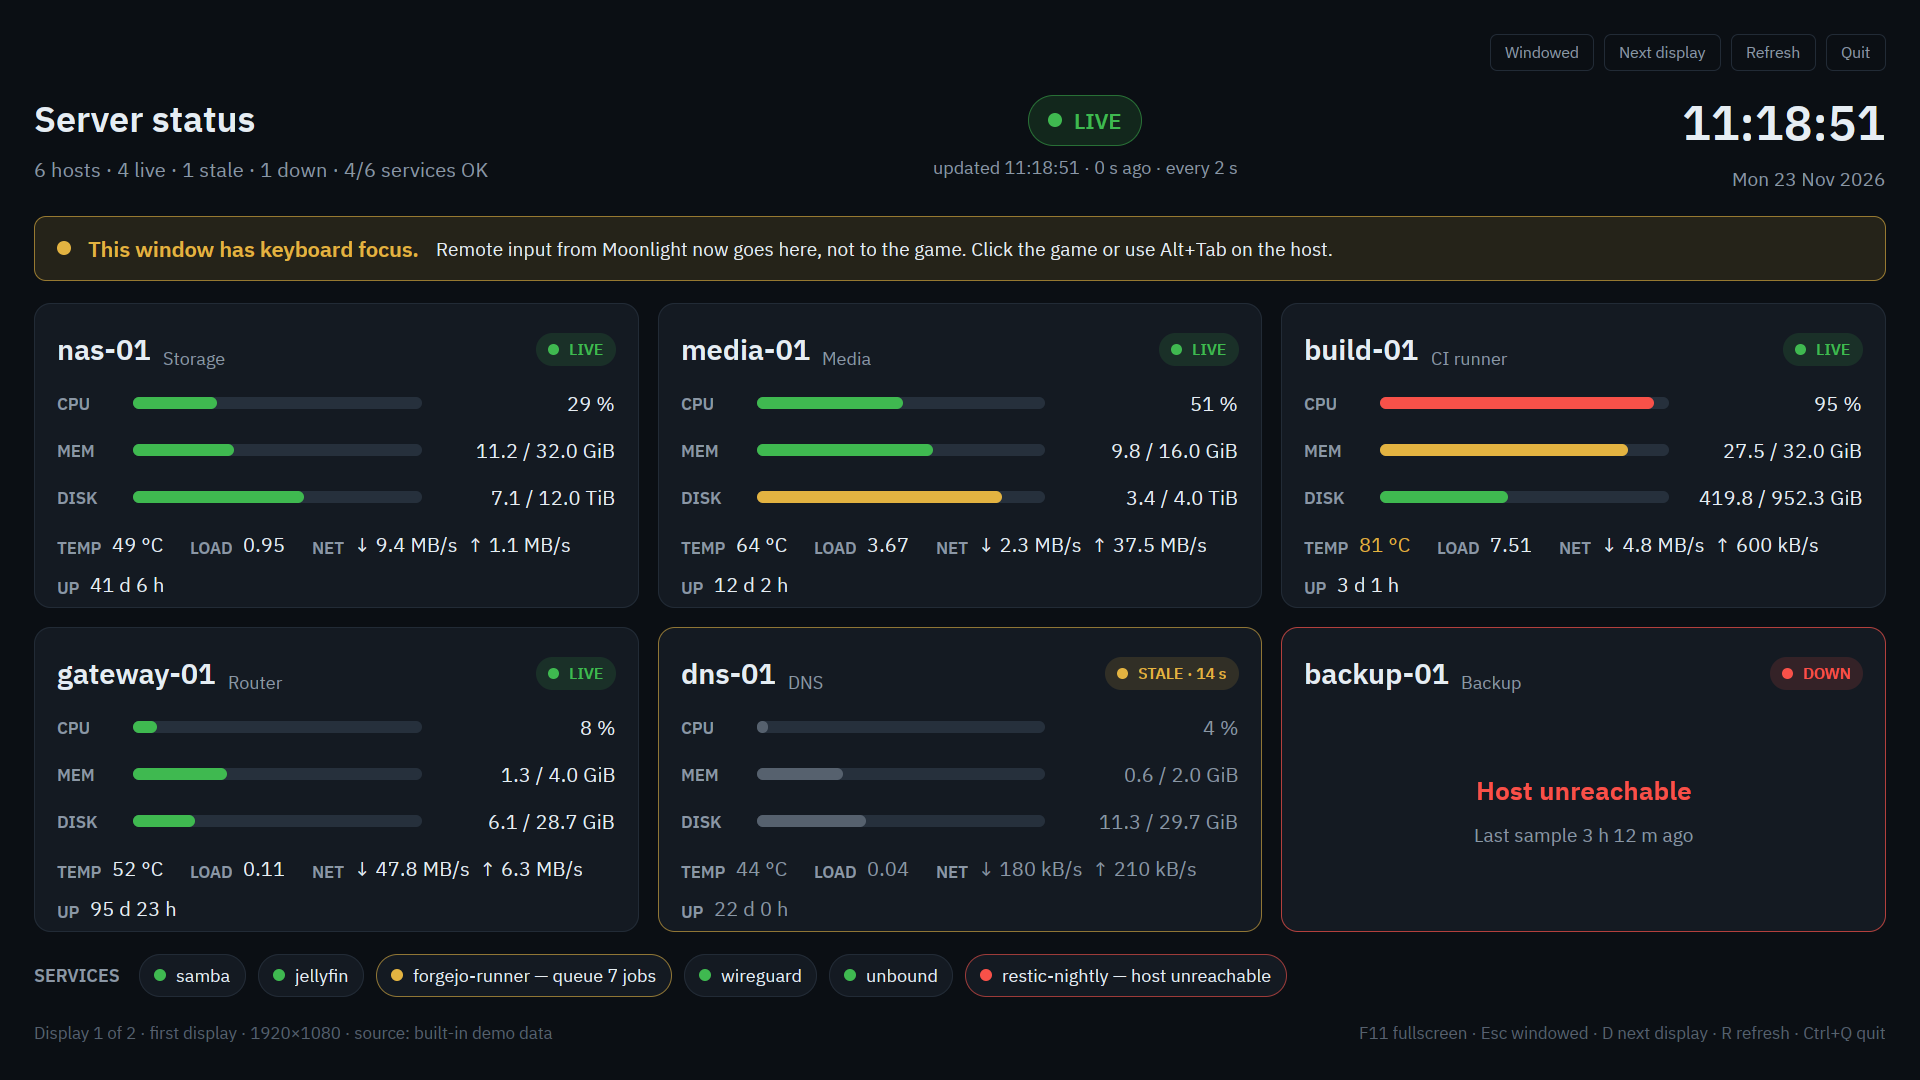 Windowed Next display Refresh Quit
Server status
6 hosts · 4 live · 1 stale · 1 down · 4/6 services OK
LIVE
updated 11:18:51 · 0 s ago · every 2 s
11:18:51
Mon 23 Nov 2026
This window has keyboard focus. Remote input from Moonlight now goes here, not to the game. Click the game or use Alt+Tab on the host.
nas-01 Storage LIVE
CPU 29 %
MEM 11.2 / 32.0 GiB
DISK 7.1 / 12.0 TiB
TEMP 49 °C LOAD 0.95 NET ↓ 9.4 MB/s ↑ 1.1 MB/s
UP 41 d 6 h
media-01 Media LIVE
CPU 51 %
MEM 9.8 / 16.0 GiB
DISK 3.4 / 4.0 TiB
TEMP 64 °C LOAD 3.67 NET ↓ 2.3 MB/s ↑ 37.5 MB/s
UP 12 d 2 h
build-01 CI runner LIVE
CPU 95 %
MEM 27.5 / 32.0 GiB
DISK 419.8 / 952.3 GiB
TEMP 81 °C LOAD 7.51 NET ↓ 4.8 MB/s ↑ 600 kB/s
UP 3 d 1 h
gateway-01 Router LIVE
CPU 8 %
MEM 1.3 / 4.0 GiB
DISK 6.1 / 28.7 GiB
TEMP 52 °C LOAD 0.11 NET ↓ 47.8 MB/s ↑ 6.3 MB/s
UP 95 d 23 h
dns-01 DNS STALE · 14 s
CPU 4 %
MEM 0.6 / 2.0 GiB
DISK 11.3 / 29.7 GiB
TEMP 44 °C LOAD 0.04 NET ↓ 180 kB/s ↑ 210 kB/s
UP 22 d 0 h
backup-01 Backup DOWN
Host unreachable
Last sample 3 h 12 m ago
SERVICES samba jellyfin forgejo-runner — queue 7 jobs wireguard unbound restic-nightly — host unreachable
Display 1 of 2 · first display · 1920×1080 · source: built-in demo data
F11 fullscreen · Esc windowed · D next display · R refresh · Ctrl+Q quit